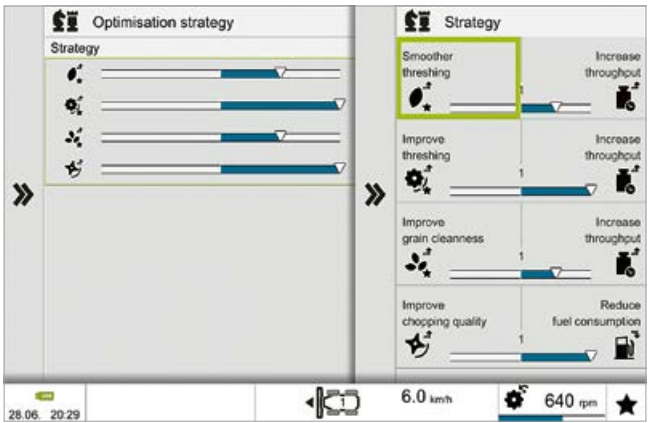 Optimisation strategy
Strategy
Strategy
Smoother
threshing
Increase
throughput
1
Improve
threshing
Increase
throughput
1
Improve
grain cleanness
Increase
throughput
1
Improve
chopping quality
Reduce
fuel consumption
1
28.06. 20:29
1
6.0 km/h
640 rpm